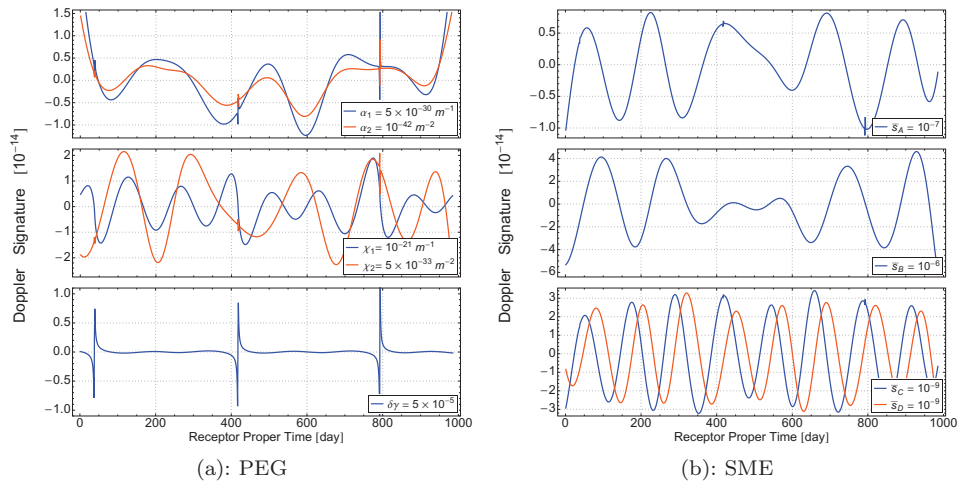 Doppler Signature [10⁻¹⁴]
1.5
1.0
0.5
0.0
−0.5
−1.0
α₁ = 5 × 10⁻³⁰ m⁻¹
α₂ = 10⁻⁴² m⁻²
2
1
0
−1
−2
χ₁= 10⁻²¹ m⁻¹
χ₂= 5 × 10⁻³³ m⁻²
1.0
0.5
0.0
−0.5
−1.0
δγ = 5 × 10⁻⁵
0 200 400 600 800 1000
Receptor Proper Time [day]
(a): PEG
Doppler Signature [10⁻¹⁴]
0.5
0.0
−0.5
−1.0
s̅_A = 10⁻⁷
4
2
0
−2
−4
−6
s̅_B = 10⁻⁶
3
2
1
0
−1
−2
−3
s̅_C = 10⁻⁹
s̅_D = 10⁻⁹
0 200 400 600 800 1000
Receptor Proper Time [day]
(b): SME